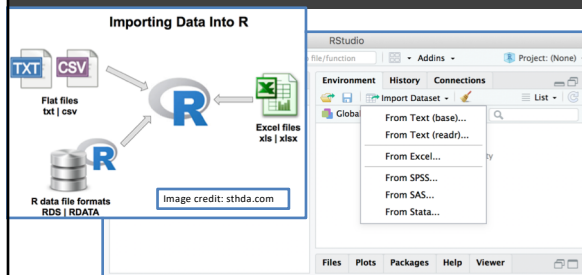 Importing Data Into R
TXT
CSV
Flat files
txt | csv
R
Excel files
xls | xlsx
R
R data file formats
RDS | RDATA
Image credit: sthda.com
RStudio
file/function
Addins
Project: (None)
Environment History Connections
Import Dataset
List
Global
From Text (base)...
From Text (readr)...
From Excel...
From SPSS...
From SAS...
From Stata...
Files Plots Packages Help Viewer